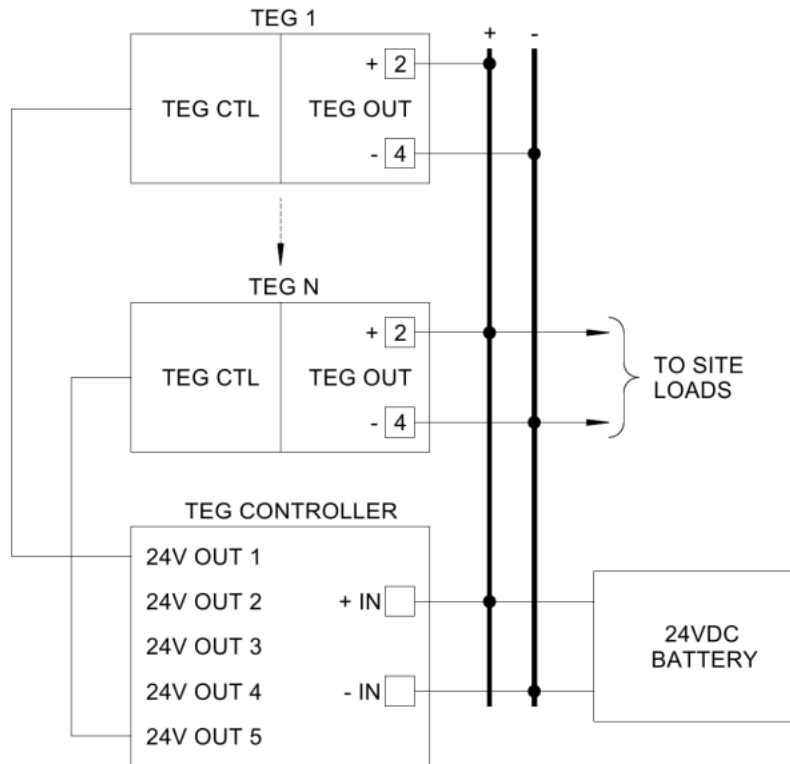 TEG 1
+ -
+ 2
TEG CTL TEG OUT
- 4
TEG N
+ 2
TEG CTL TEG OUT
- 4
TO SITE
LOADS
TEG CONTROLLER
24V OUT 1
24V OUT 2 + IN
24V OUT 3
24V OUT 4 - IN
24V OUT 5
24VDC
BATTERY